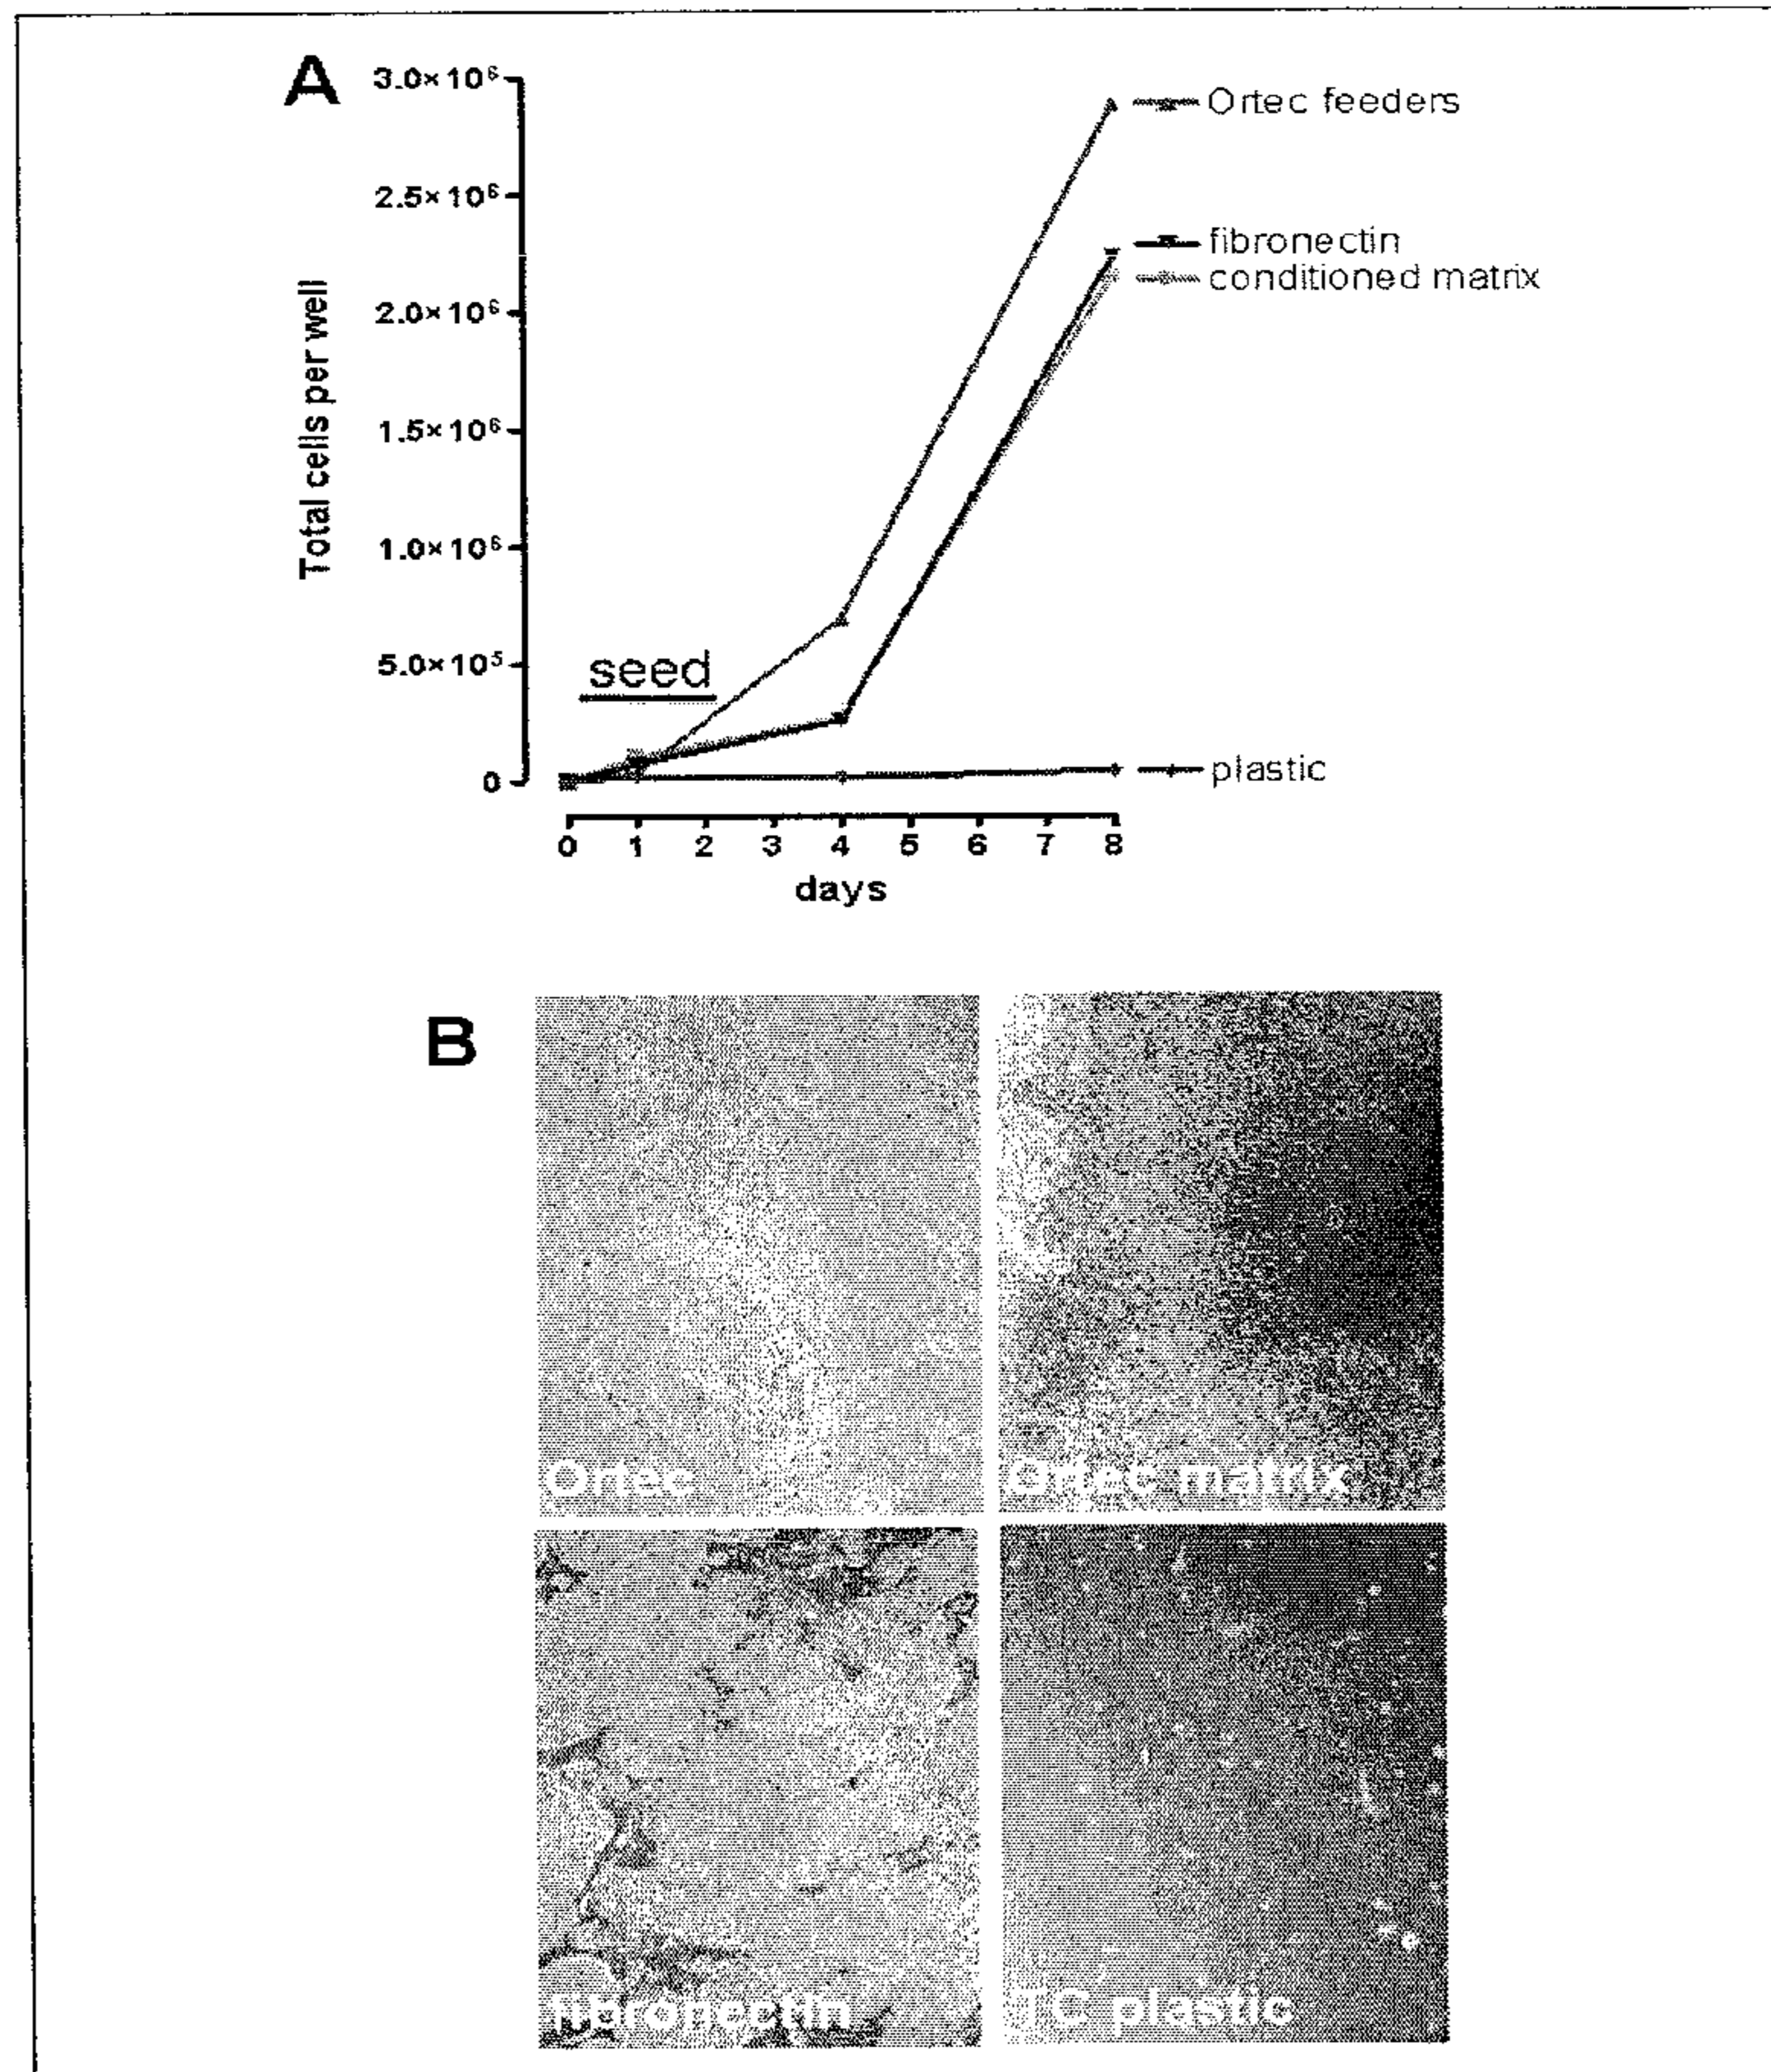 A
3.0×10⁶
Ortec feeders
2.5×10⁶
fibronectin
conditioned matrix
2.0×10⁶
Total cells per well
1.5×10⁶
1.0×10⁶
5.0×10⁵
seed
0
plastic
0 1 2 3 4 5 6 7 8
days
B
Ortec
Ortec matrix
fibronectin
TC plastic